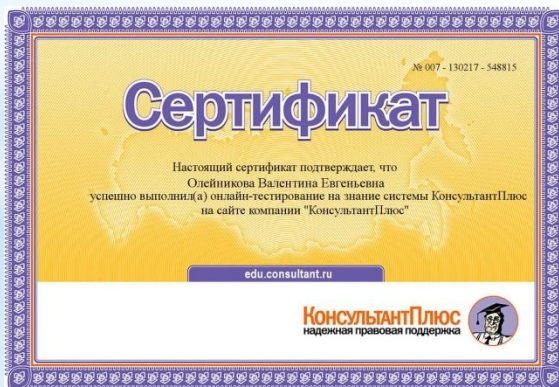 № 007 - 130217 - 548815
Сертификат
Настоящий сертификат подтверждает, что
Олейникова Валентина Евгеньевна
успешно выполнил(а) онлайн-тестирование на знание системы КонсультантПлюс
на сайте компании "КонсультантПлюс"
edu.consultant.ru
КонсультантПлюс
надежная правовая поддержка